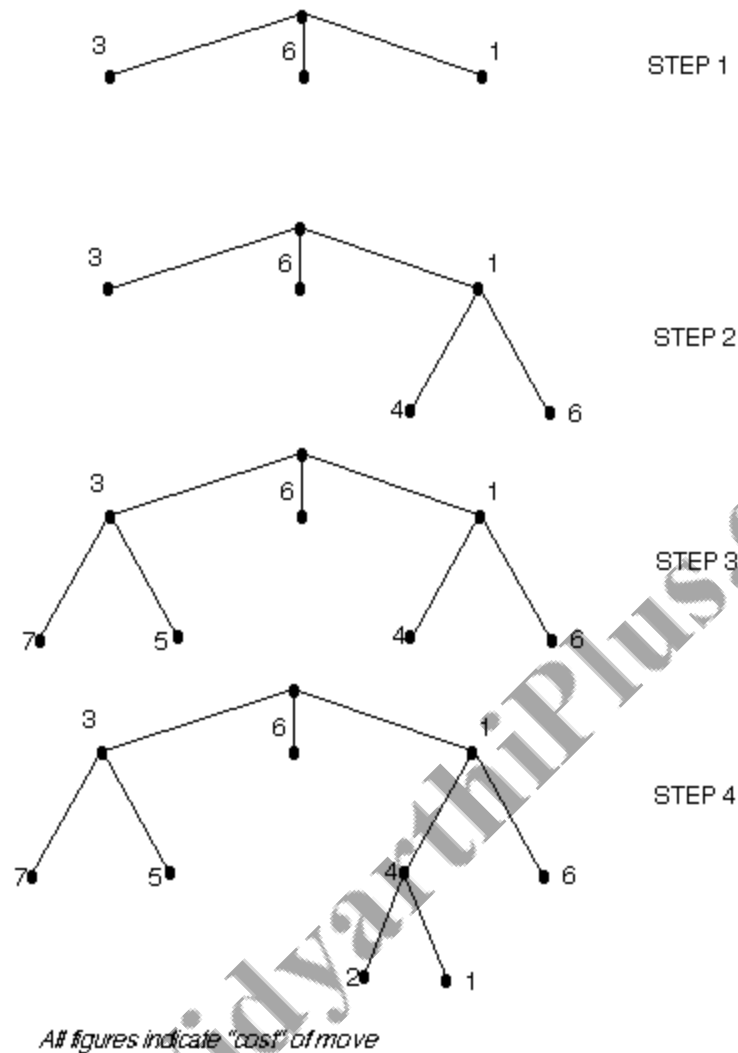 3 6 1 STEP 1
3 6 1
STEP 2
4 6
3 6 1
STEP 3
7 5 4 6
3 6 1
STEP 4
7 5 4 6
2 1
All figures indicate "cost" of move
idyarthiPlus.